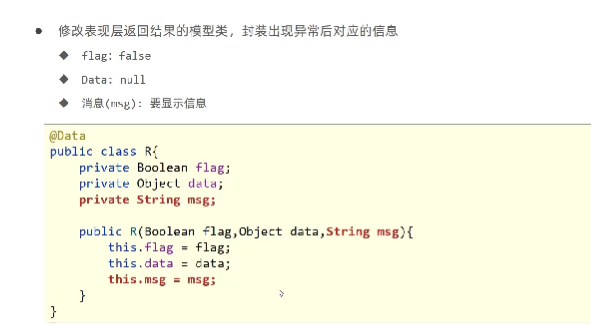 ● 修改表现层返回结果的模型类，封装出现异常后对应的信息
◆ flag: false
◆ Data: null
◆ 消息(msg): 要显示信息
@Data
public class R{
    private Boolean flag;
    private Object data;
    private String msg;
    public R(Boolean flag,Object data,String msg){
        this.flag = flag;
        this.data = data;
        this.msg = msg;
    }
}